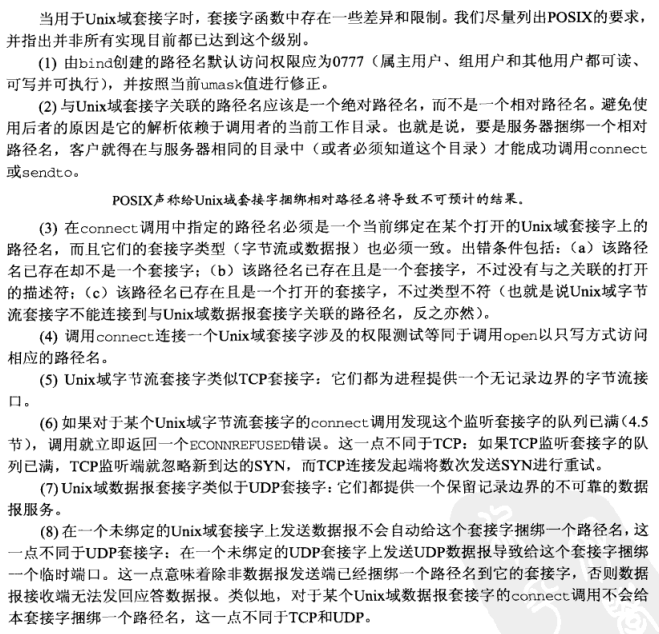 当用于Unix域套接字时，套接字函数中存在一些差异和限制。我们尽量列出POSIX的要求，
并指出并非所有实现目前都已达到这个级别。
(1) 由bind创建的路径名默认访问权限应为0777（属主用户、组用户和其他用户都可读、
可写并可执行），并按照当前umask值进行修正。
(2) 与Unix域套接字关联的路径名应该是一个绝对路径名，而不是一个相对路径名。避免使
用后者的原因是它的解析依赖于调用者的当前工作目录。也就是说，要是服务器捆绑一个相对
路径名，客户就得在与服务器相同的目录中（或者必须知道这个目录）才能成功调用connect
或sendto。
POSIX声称给Unix域套接字捆绑相对路径名将导致不可预计的结果。
(3) 在connect调用中指定的路径名必须是一个当前绑定在某个打开的Unix域套接字上的
路径名，而且它们的套接字类型（字节流或数据报）也必须一致。出错条件包括：（a）该路径
名已存在却不是一个套接字；（b）该路径名已存在且是一个套接字，不过没有与之关联的打开
的描述符；（c）该路径名已存在且是一个打开的套接字，不过类型不符（也就是说Unix域字节
流套接字不能连接到与Unix域数据报套接字关联的路径名，反之亦然）。
(4) 调用connect连接一个Unix域套接字涉及的权限测试等同于调用open以只写方式访问
相应的路径名。
(5) Unix域字节流套接字类似TCP套接字：它们都为进程提供一个无记录边界的字节流接
口。
(6) 如果对于某个Unix域字节流套接字的connect调用发现这个监听套接字的队列已满（4.5
节），调用就立即返回一个ECONNREFUSED错误。这一点不同于TCP：如果TCP监听套接字的队
列已满，TCP监听端就忽略新到达的SYN，而TCP连接发起端将数次发送SYN进行重试。
(7) Unix域数据报套接字类似于UDP套接字：它们都提供一个保留记录边界的不可靠的数据
报服务。
(8) 在一个未绑定的Unix域套接字上发送数据报不会自动给这个套接字捆绑一个路径名，这
一点不同于UDP套接字：在一个未绑定的UDP套接字上发送UDP数据报导致给这个套接字捆绑
一个临时端口。这一点意味着除非数据报发送端已经捆绑一个路径名到它的套接字，否则数据
报接收端无法发回应答数据报。类似地，对于某个Unix域数据报套接字的connect调用不会给
本套接字捆绑一个路径名，这一点不同于TCP和UDP。